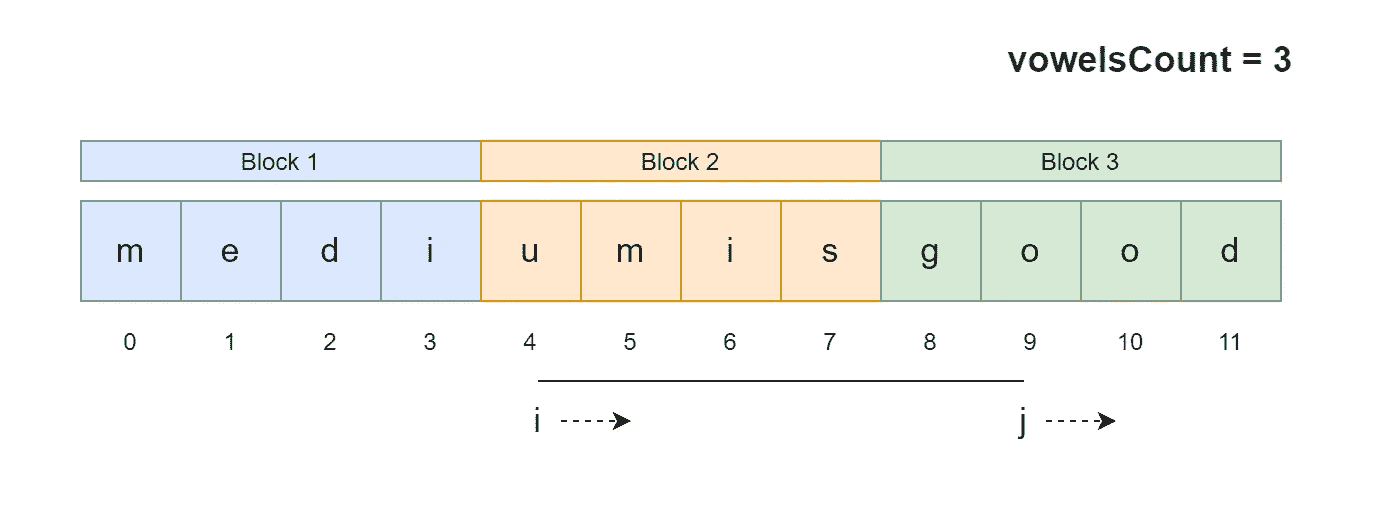 vowelsCount = 3
Block 1 Block 2 Block 3
m e d i u m i s g o o d
0 1 2 3 4 5 6 7 8 9 10 11
i j